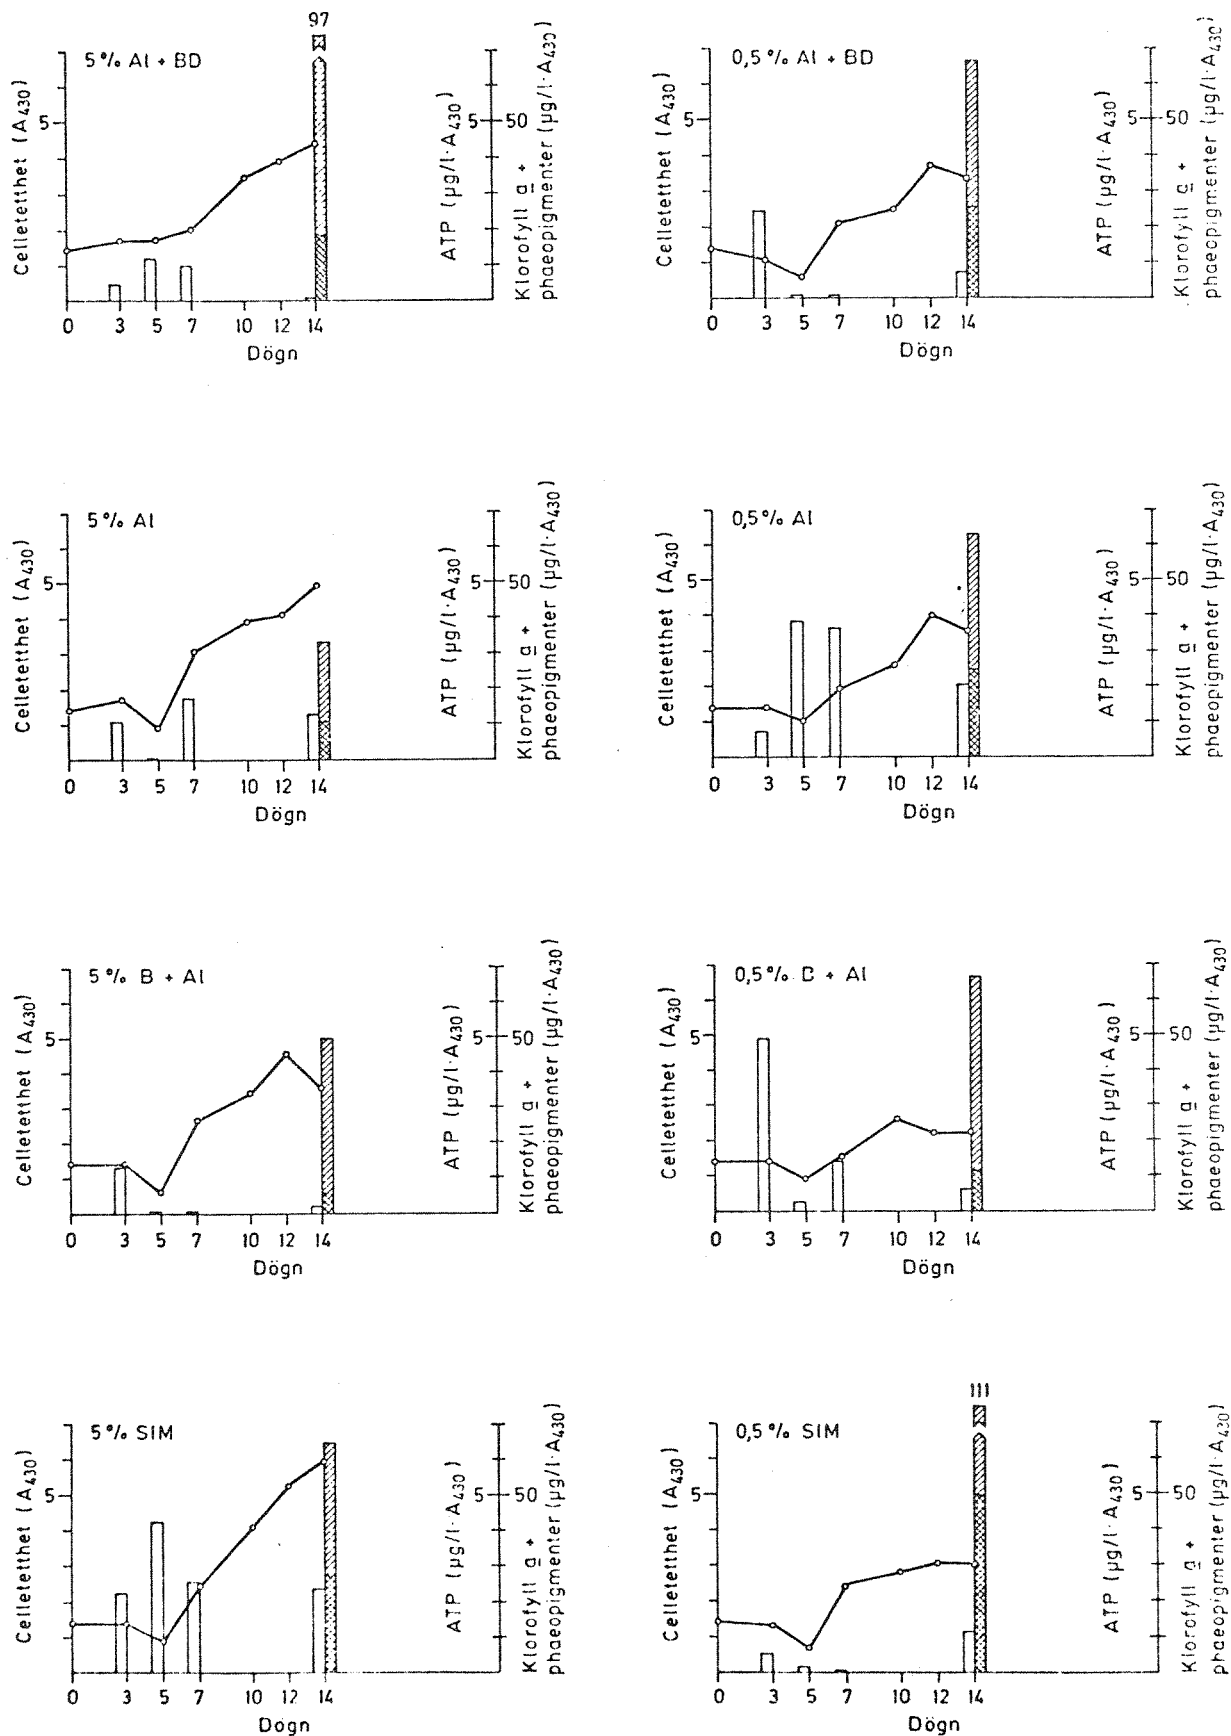 97
5% Al + BD
Celletetthet (A430)
5
0 3 5 7 10 12 14
Dögn
ATP (µg/l·A430)
5 50
Klorofyll a +
phaeopigmenter (µg/l·A430)
0,5% Al + BD
Celletetthet (A430)
5
0 3 5 7 10 12 14
Dögn
ATP (µg/l·A430)
5 50
Klorofyll a +
phaeopigmenter (µg/l·A430)
5% Al
Celletetthet (A430)
5
0 3 5 7 10 12 14
Dögn
ATP (µg/l·A430)
5 50
Klorofyll a +
phaeopigmenter (µg/l·A430)
0,5% Al
Celletetthet (A430)
5
0 3 5 7 10 12 14
Dögn
ATP (µg/l·A430)
5 50
Klorofyll a +
phaeopigmenter (µg/l·A430)
5% B + Al
Celletetthet (A430)
5
0 3 5 7 10 12 14
Dögn
ATP (µg/l·A430)
5 50
Klorofyll a +
phaeopigmenter (µg/l·A430)
0,5% B + Al
Celletetthet (A430)
5
0 3 5 7 10 12 14
Dögn
ATP (µg/l·A430)
5 50
Klorofyll a +
phaeopigmenter (µg/l·A430)
5% SIM
Celletetthet (A430)
5
0 3 5 7 10 12 14
Dögn
ATP (µg/l·A430)
5 50
Klorofyll a +
phaeopigmenter (µg/l·A430)
111
0,5% SIM
Celletetthet (A430)
5
0 3 5 7 10 12 14
Dögn
ATP (µg/l·A430)
5 50
Klorofyll a +
phaeopigmenter (µg/l·A430)